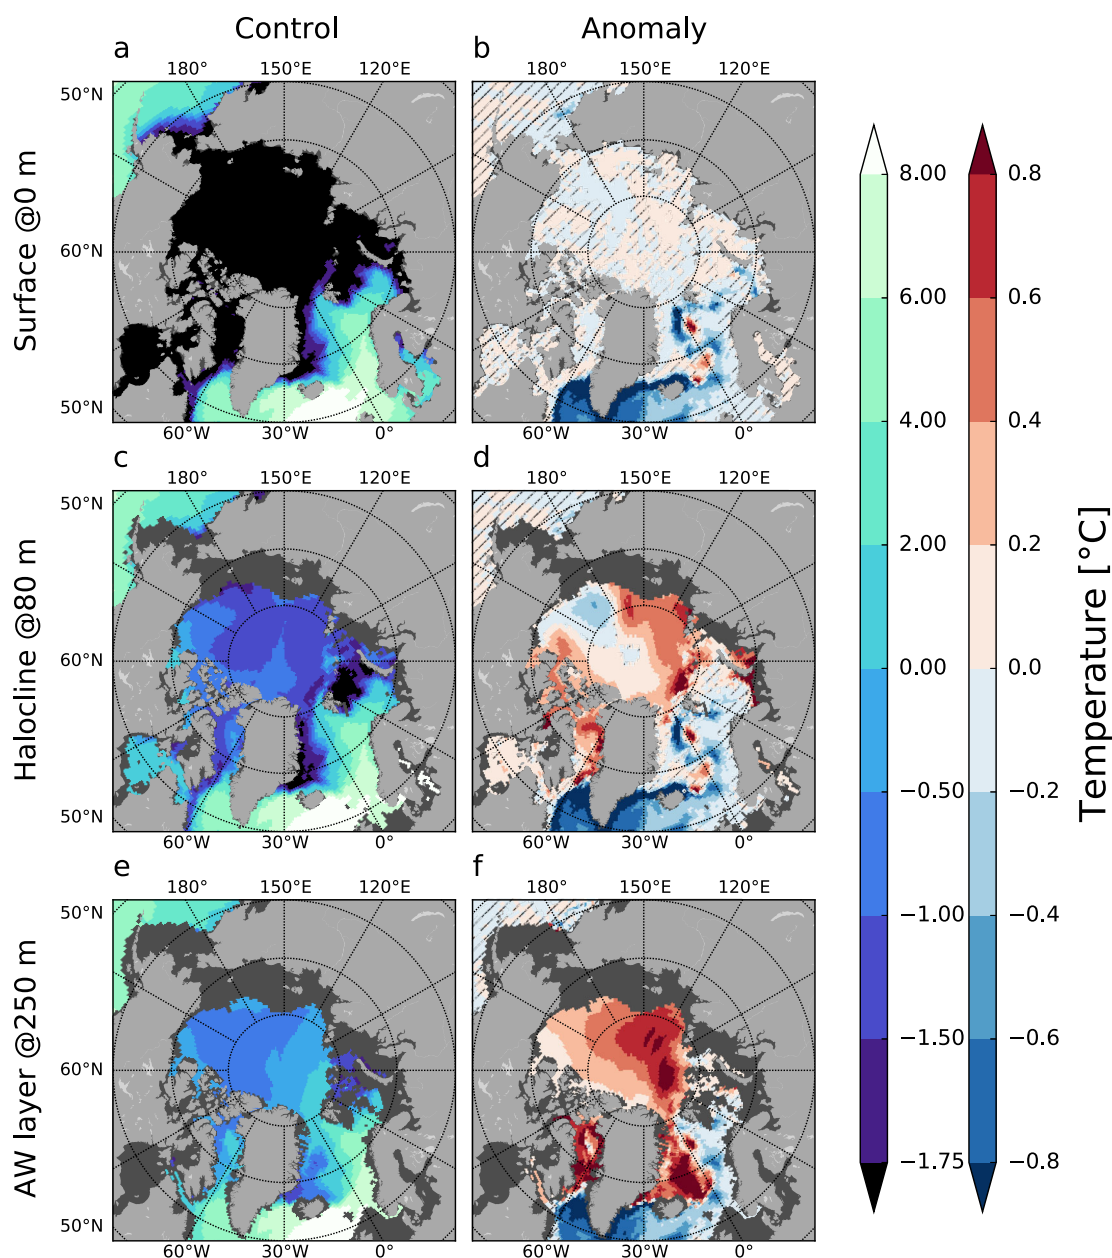 Control
Anomaly
a
b
180°
150°E
120°E
180°
150°E
120°E
50°N
60°N
50°N
Surface @0 m
60°W
30°W
0°
60°W
30°W
0°
c
d
180°
150°E
120°E
180°
150°E
120°E
50°N
60°N
50°N
Halocline @80 m
60°W
30°W
0°
60°W
30°W
0°
e
f
180°
150°E
120°E
180°
150°E
120°E
50°N
60°N
50°N
AW layer @250 m
60°W
30°W
0°
60°W
30°W
0°
8.00
6.00
4.00
2.00
0.00
−0.50
−1.00
−1.50
−1.75
0.8
0.6
0.4
0.2
0.0
−0.2
−0.4
−0.6
−0.8
Temperature [°C]